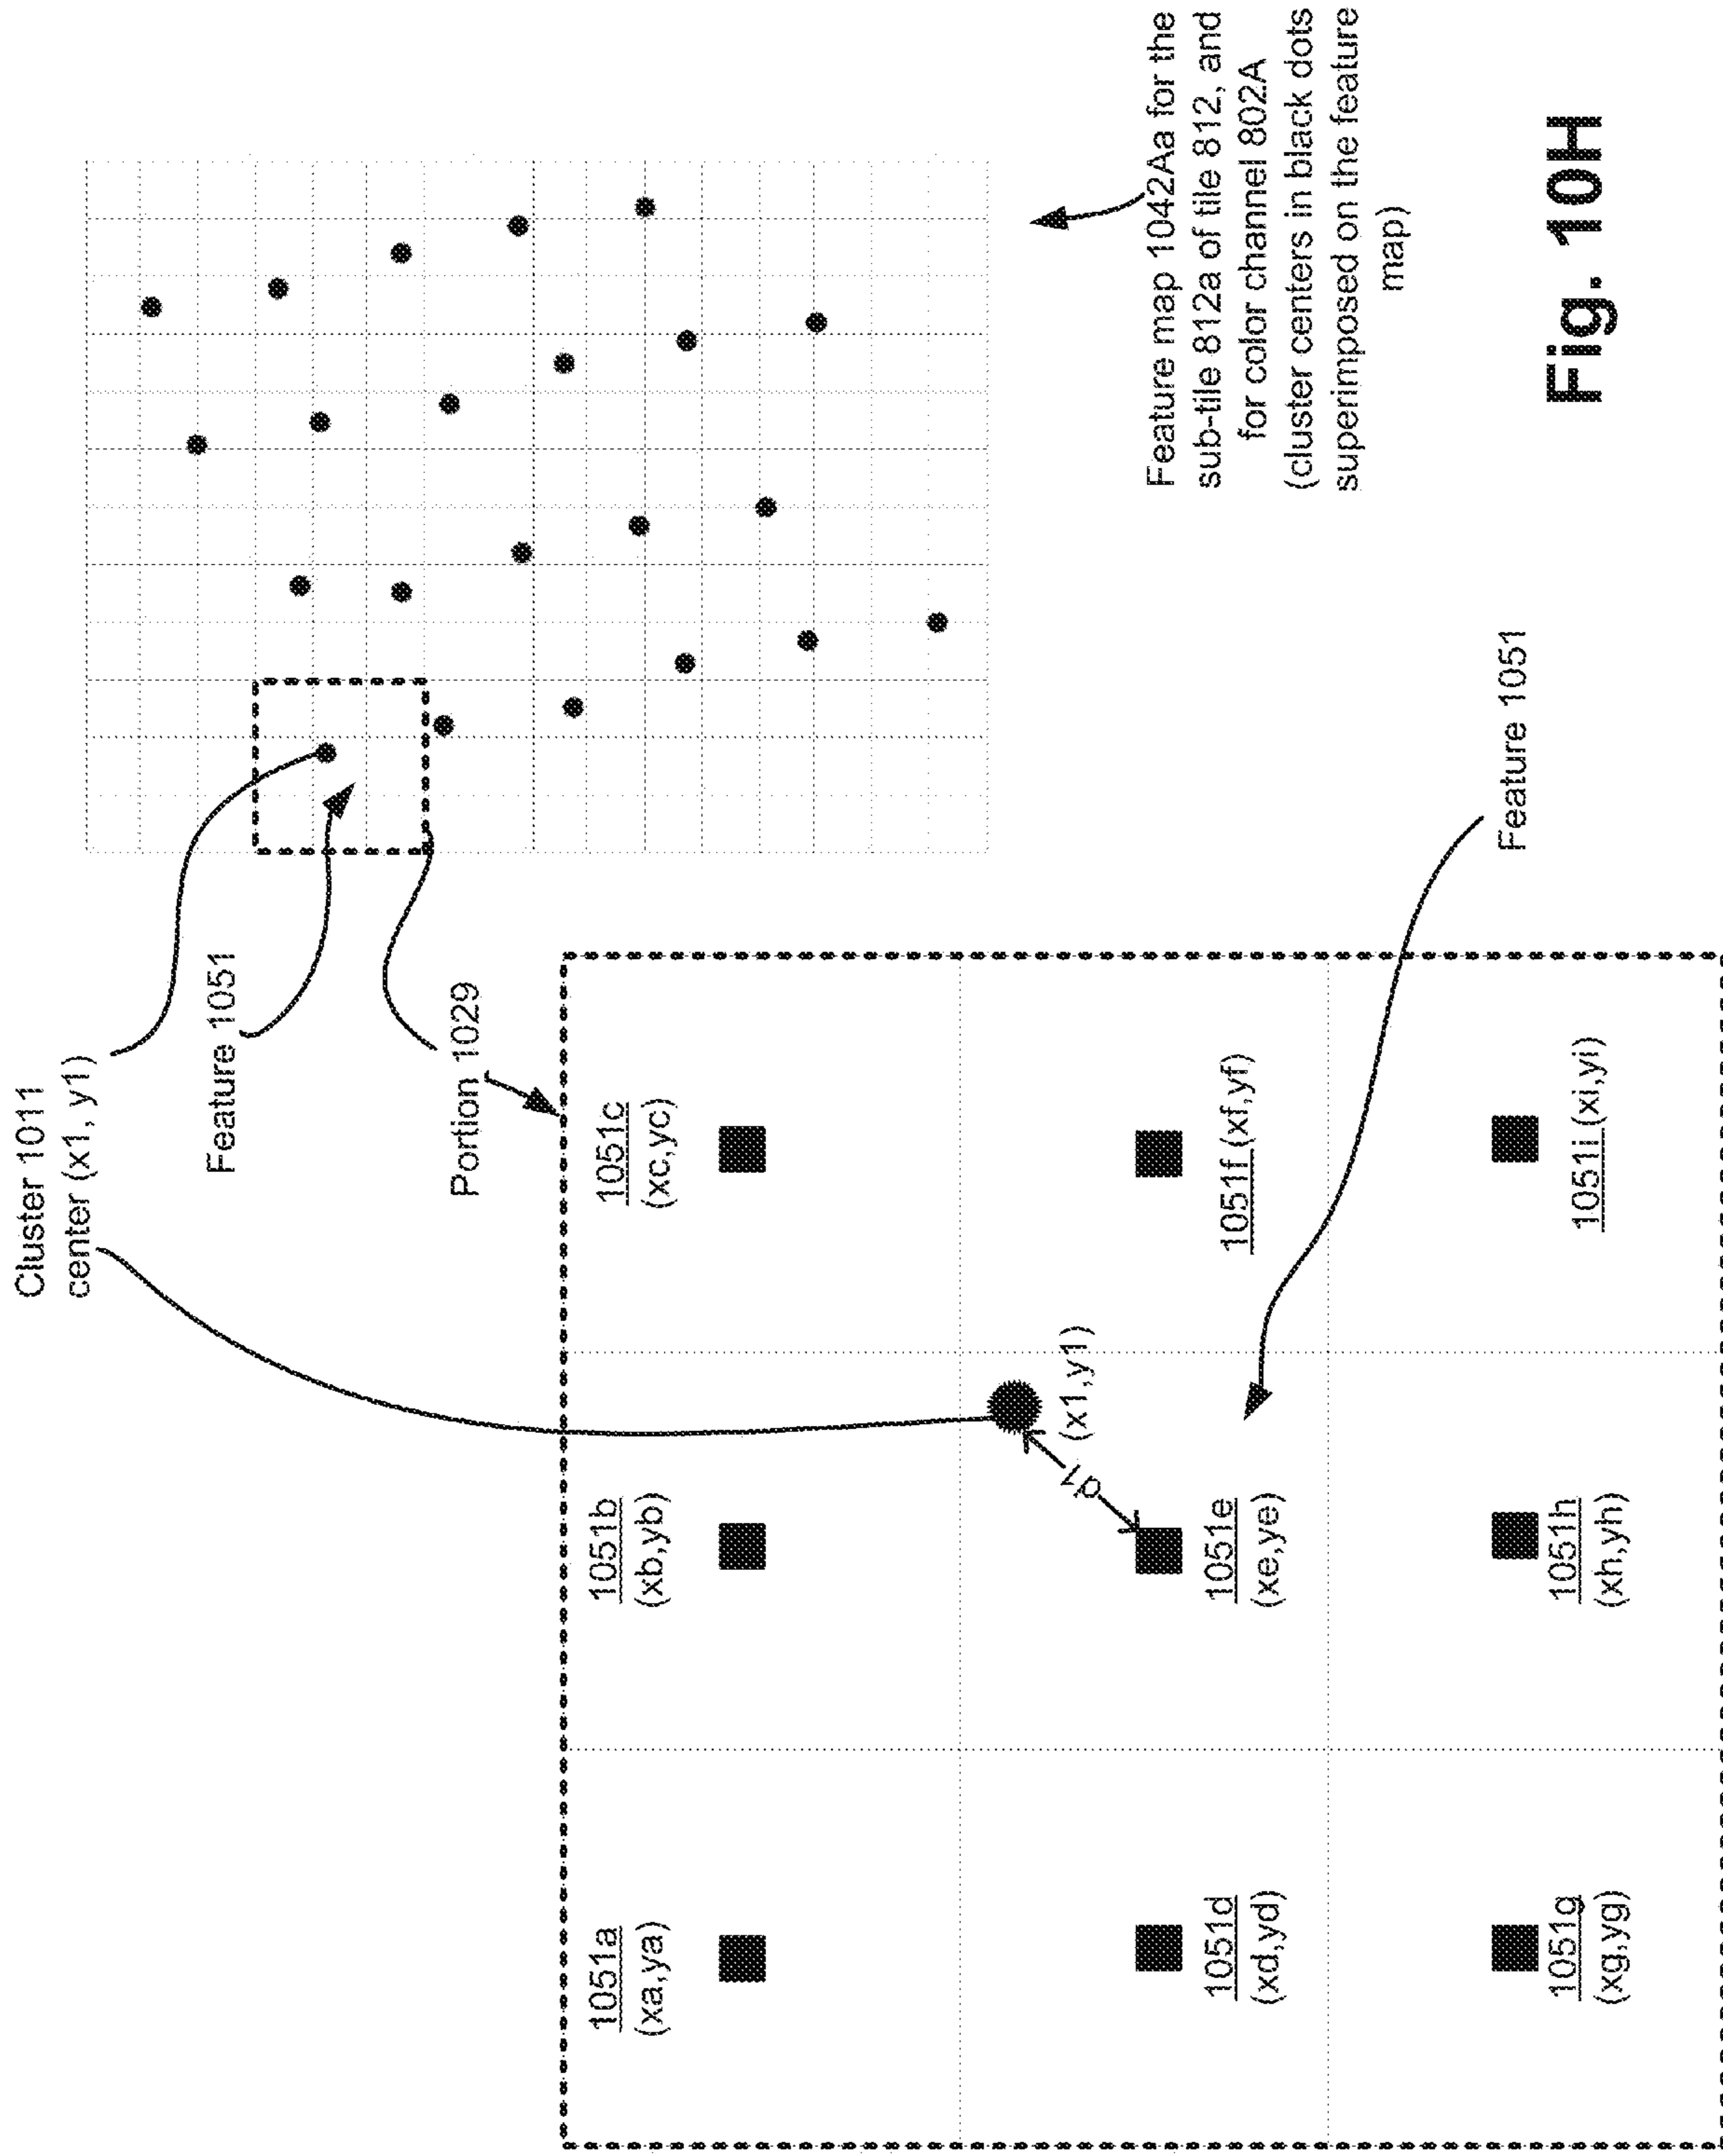 Cluster 1011
center (x1, y1)
Feature 1051
Portion 1029
1051a
(xa,ya)
1051b
(xb,yb)
1051c
(xc,yc)
d1
(x1,y1)
1051d
(xd,yd)
1051e
(xe,ye)
1051f (xf,yf)
1051g
(xg,yg)
1051h
(xh,yh)
1051i (xi,yi)
Feature 1051
Feature map 1042Aa for the
sub-tile 812a of tile 812, and
for color channel 802A
(cluster centers in black dots
superimposed on the feature
map)
Fig. 10H